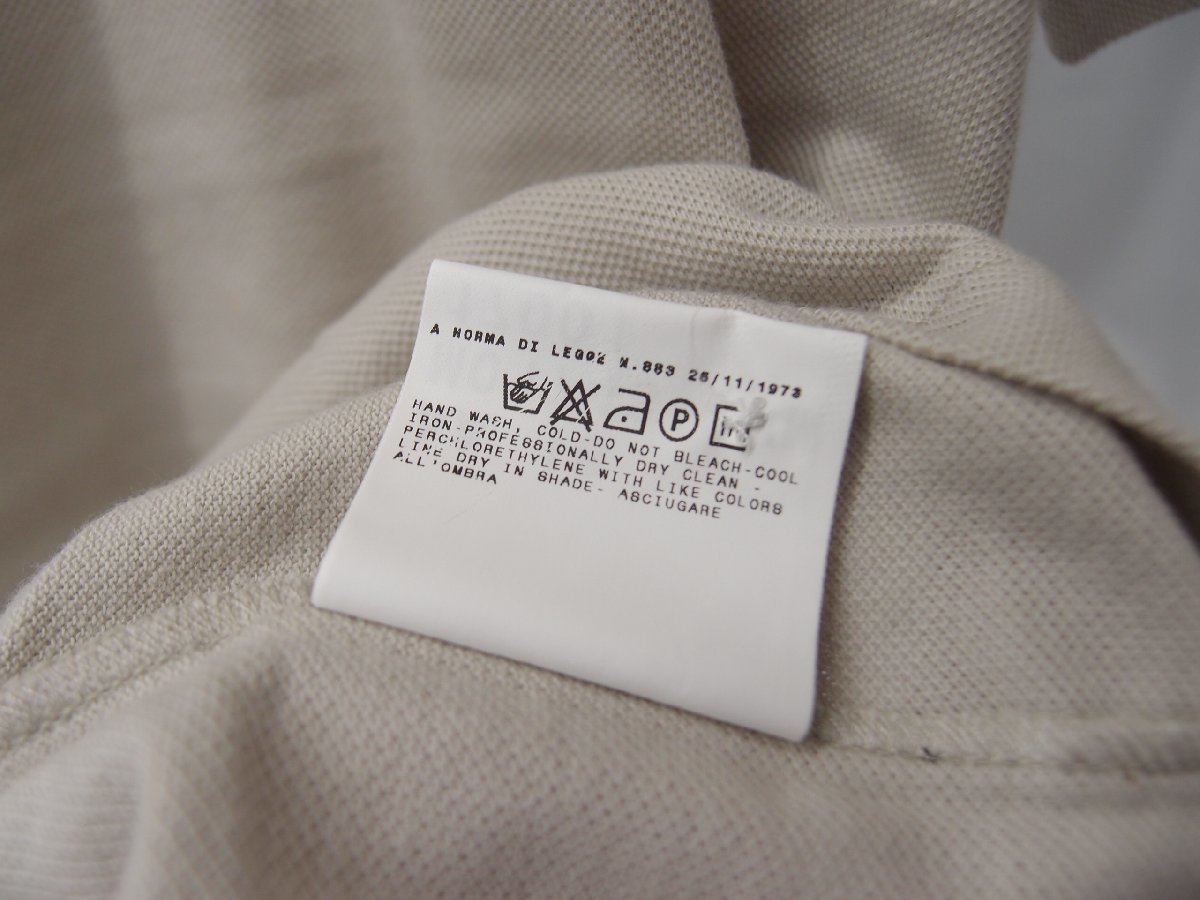 A NORMA DI LEGGE N.883 26/11/1973
HAND WASH, COLD-DO NOT BLEACH-COOL
IRON-PROFESSIONALLY DRY CLEAN -
PERCHLORETHYLENE WITH LIKE COLORS
LINE DRY IN SHADE- ASCIUGARE
ALL'OMBRA
P